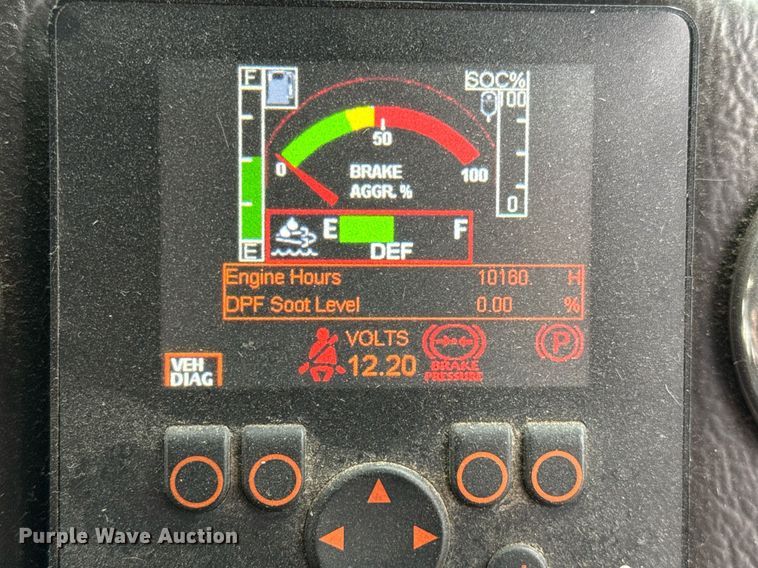 F
SOC%
100
50
0
100
BRAKE
AGGR. %
0
E
E F
DEF
Engine Hours 10160. H
DPF Soot Level 0.00 %
VOLTS
12.20
BRAKE
PRESSURE
P
VEH
DIAG
Purple Wave Auction